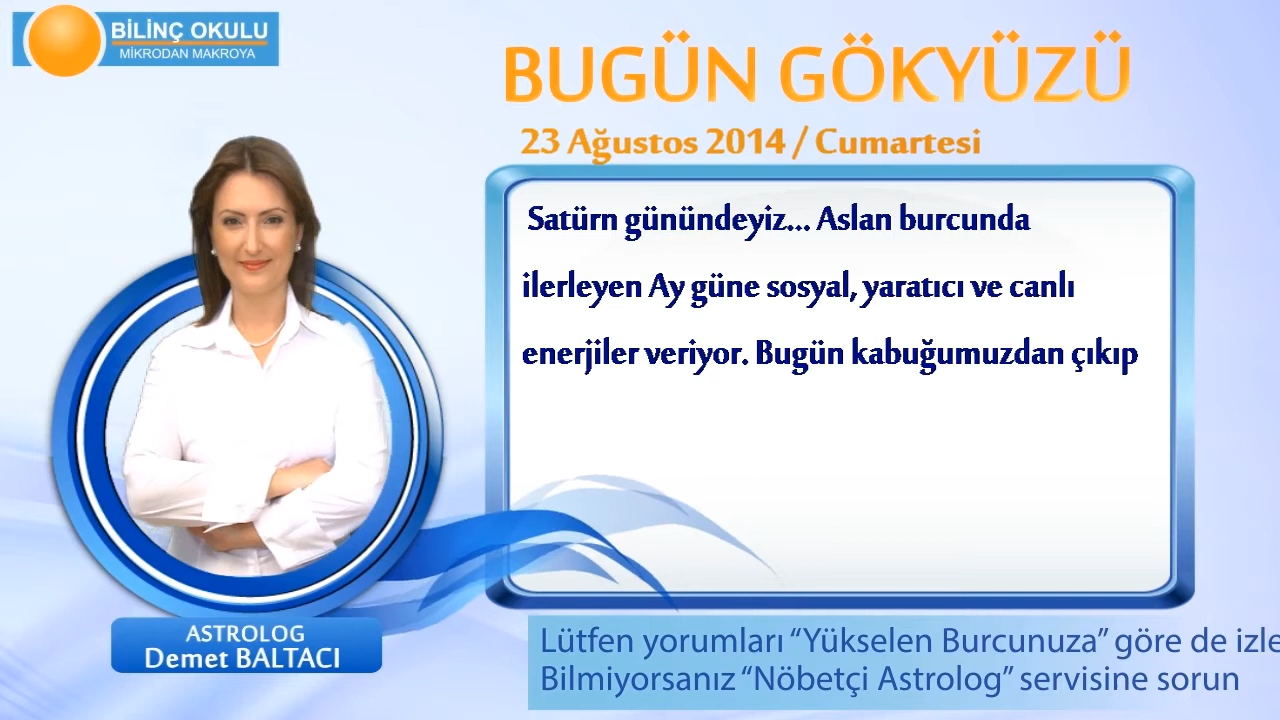 BİLİNÇ OKULU
MİKRODAN MAKROYA
BUGÜN GÖKYÜZÜ
23 Ağustos 2014 / Cumartesi
Satürn günündeyiz... Aslan burcunda
ilerleyen Ay güne sosyal, yaratıcı ve canlı
enerjiler veriyor. Bugün kabuğumuzdan çıkıp
ASTROLOG
Demet BALTACI
Lütfen yorumları “Yükselen Burcunuza” göre de izle
Bilmiyorsanız “Nöbetçi Astrolog” servisine sorun